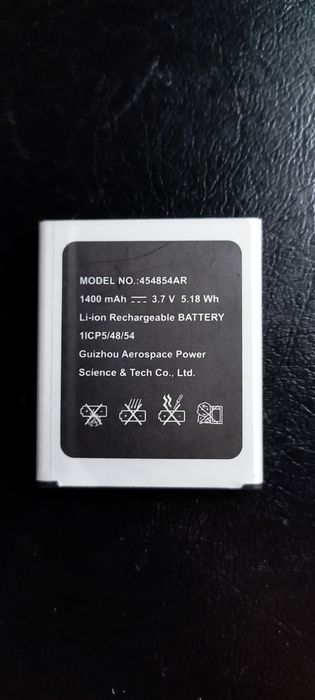 MODEL NO.:454854AR
1400 mAh ⎓ 3.7 V 5.18 Wh
Li-ion Rechargeable BATTERY
1ICP5/48/54
Guizhou Aerospace Power
Science & Tech Co., Ltd.